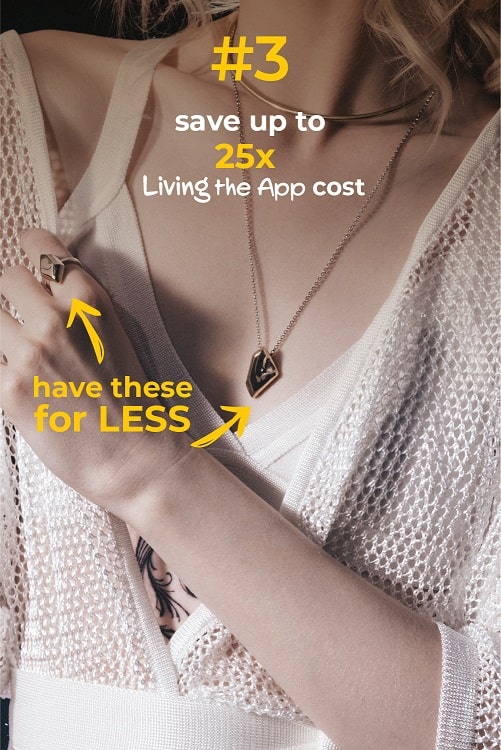 #3
save up to
25x
Living the App cost
have these
for LESS